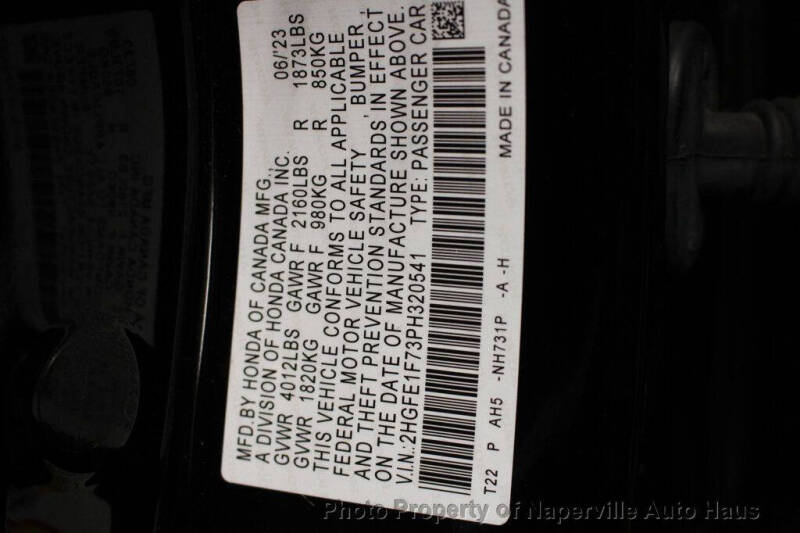 MFD.BY HONDA OF CANADA MFG.,
A DIVISION OF HONDA CANADA INC. 06/'23
GVWR 4012LBS GAWR F 2160LBS R 1873LBS
GVWR 1820KG GAWR F 980KG R 850KG
THIS VEHICLE CONFORMS TO ALL APPLICABLE
FEDERAL MOTOR VEHICLE SAFETY , BUMPER ,
AND THEFT PREVENTION STANDARDS IN EFFECT
ON THE DATE OF MANUFACTURE SHOWN ABOVE.
V.I.N.:2HGFE1F73PH320541 TYPE: PASSENGER CAR
T22 P AH5 -NH731P -A -H MADE IN CANADA
Photo Property of Naperville Auto Haus